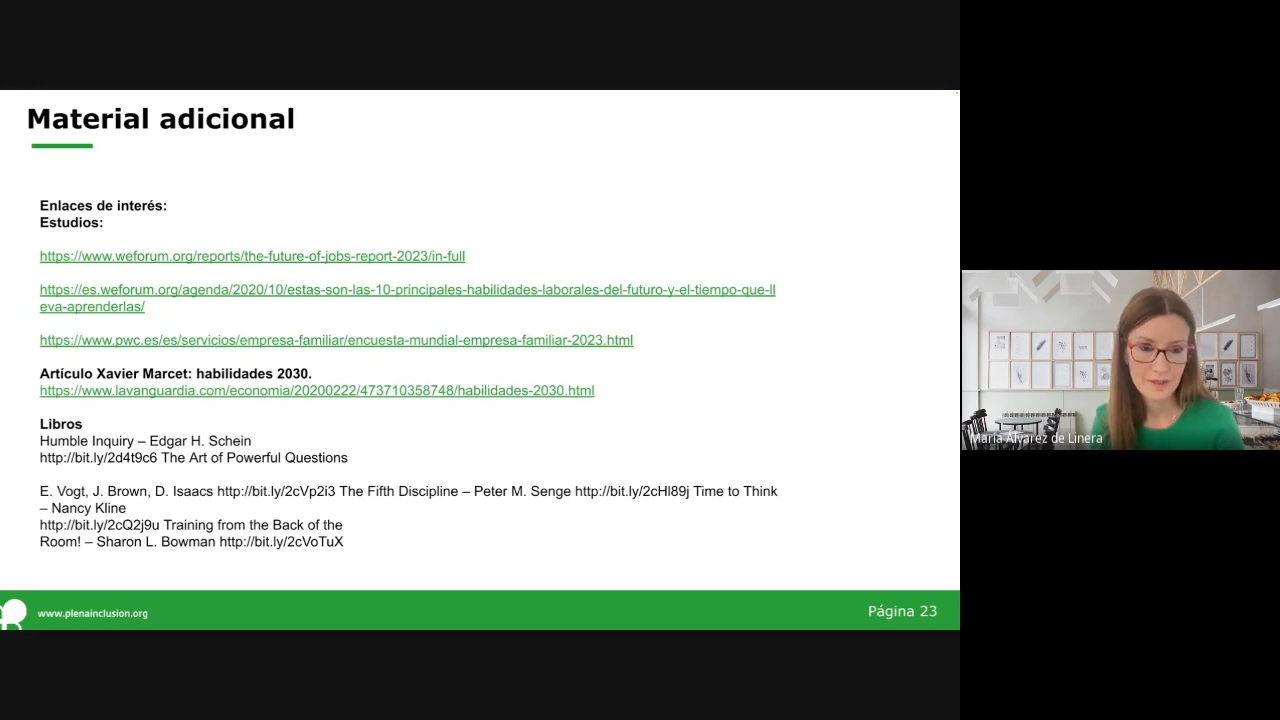 Material adicional
Enlaces de interés:
Estudios:
https://www.weforum.org/reports/the-future-of-jobs-report-2023/in-full
https://es.weforum.org/agenda/2020/10/estas-son-las-10-principales-habilidades-laborales-del-futuro-y-el-tiempo-que-ll
eva-aprenderlas/
https://www.pwc.es/es/servicios/empresa-familiar/encuesta-mundial-empresa-familiar-2023.html
Artículo Xavier Marcet: habilidades 2030.
https://www.lavanguardia.com/economia/20200222/473710358748/habilidades-2030.html
Libros
Humble Inquiry – Edgar H. Schein
http://bit.ly/2d4t9c6 The Art of Powerful Questions
E. Vogt, J. Brown, D. Isaacs http://bit.ly/2cVp2i3 The Fifth Discipline – Peter M. Senge http://bit.ly/2cHl89j Time to Think
– Nancy Kline
http://bit.ly/2cQ2j9u Training from the Back of the
Room! – Sharon L. Bowman http://bit.ly/2cVoTuX
www.plenainclusion.org
Página 23
María Álvarez de Linera